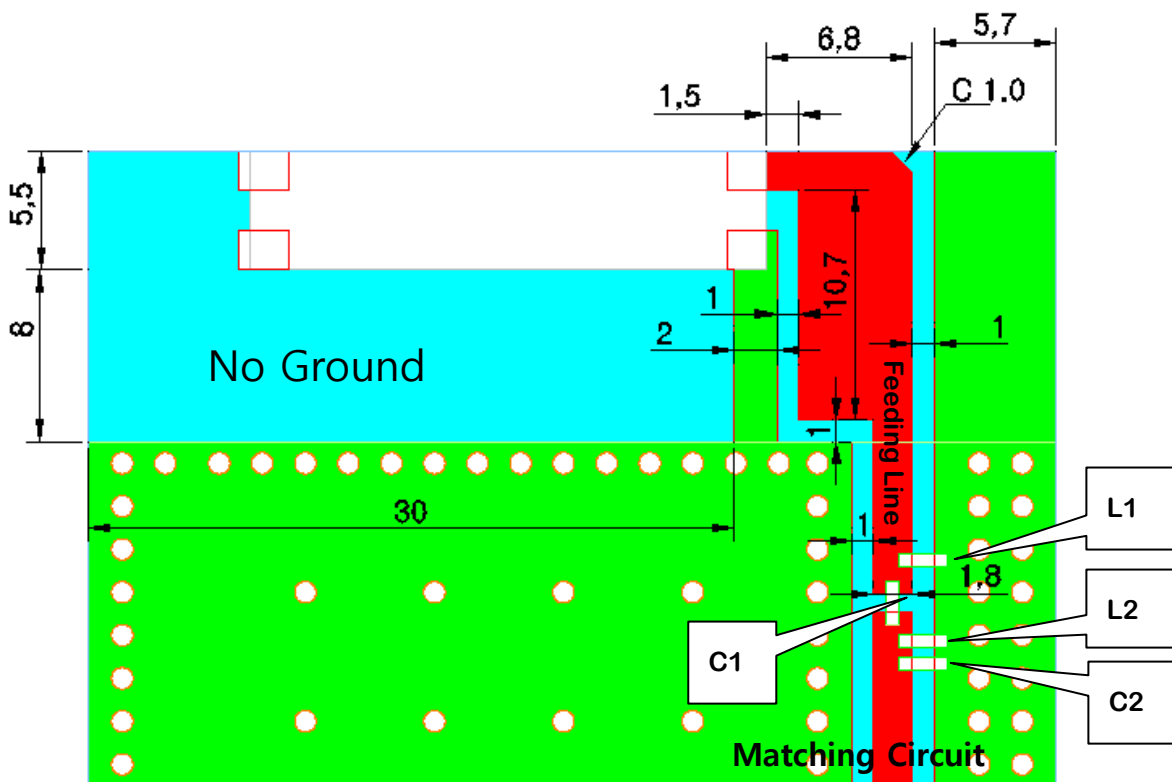 5,7
6,8
1,5
C 1.0
5,5
10,7
1
2
1
8
No Ground
Feeding Line
1
30
1
L1
1,8
L2
C1
C2
Matching Circuit